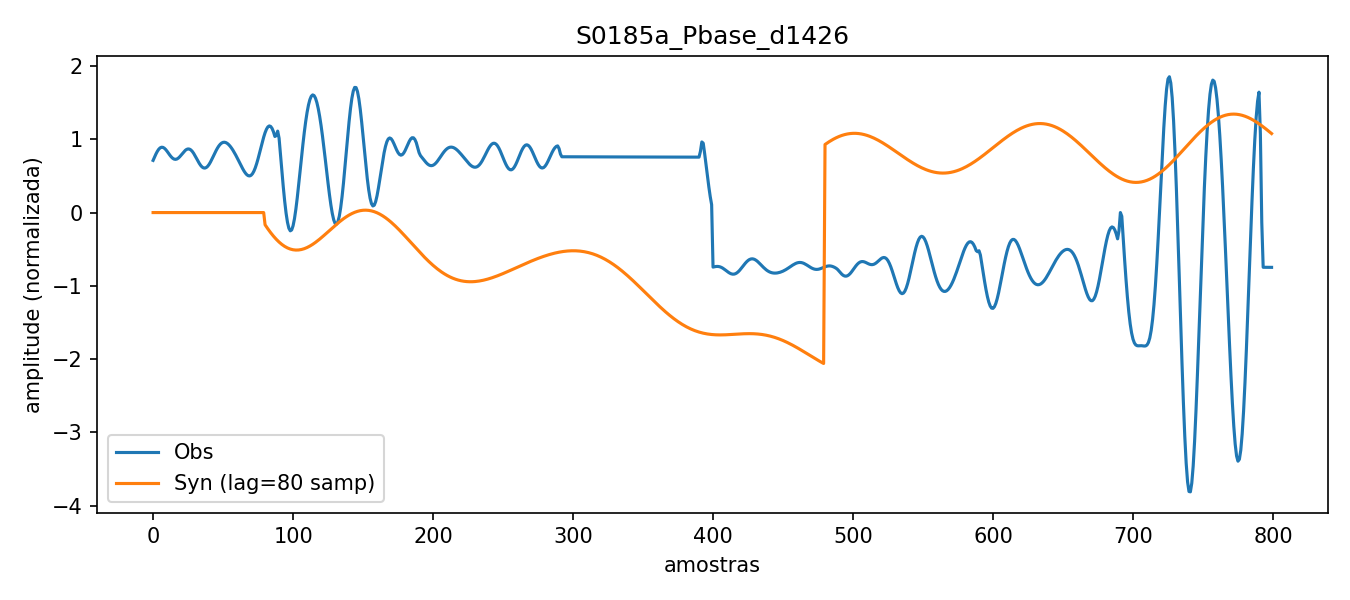 S0185a_Pbase_d1426
amplitude (normalizada)
2
1
0
−1
−2
−3
−4
Obs
Syn (lag=80 samp)
0 100 200 300 400 500 600 700 800
amostras